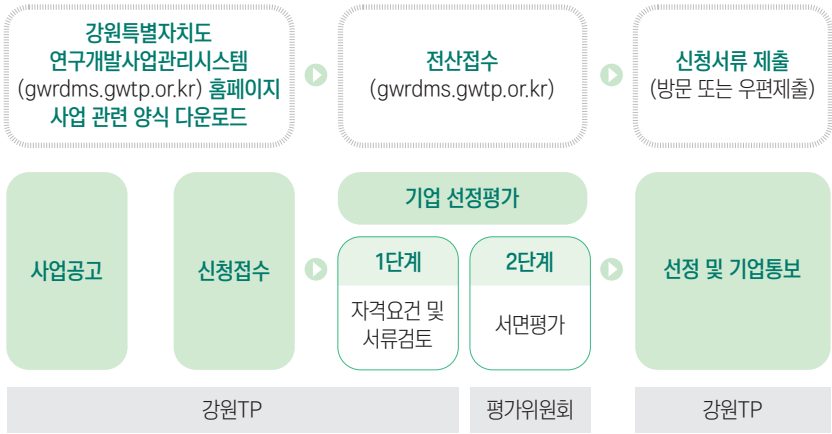 강원특별자치도
연구개발사업관리시스템
(gwrdms.gwtp.or.kr) 홈페이지
사업 관련 양식 다운로드
전산접수
(gwrdms.gwtp.or.kr)
신청서류 제출
(방문 또는 우편제출)
사업공고
신청접수
기업 선정평가
1단계
자격요건 및
서류검토
2단계
서면평가
선정 및 기업통보
강원TP
평가위원회
강원TP